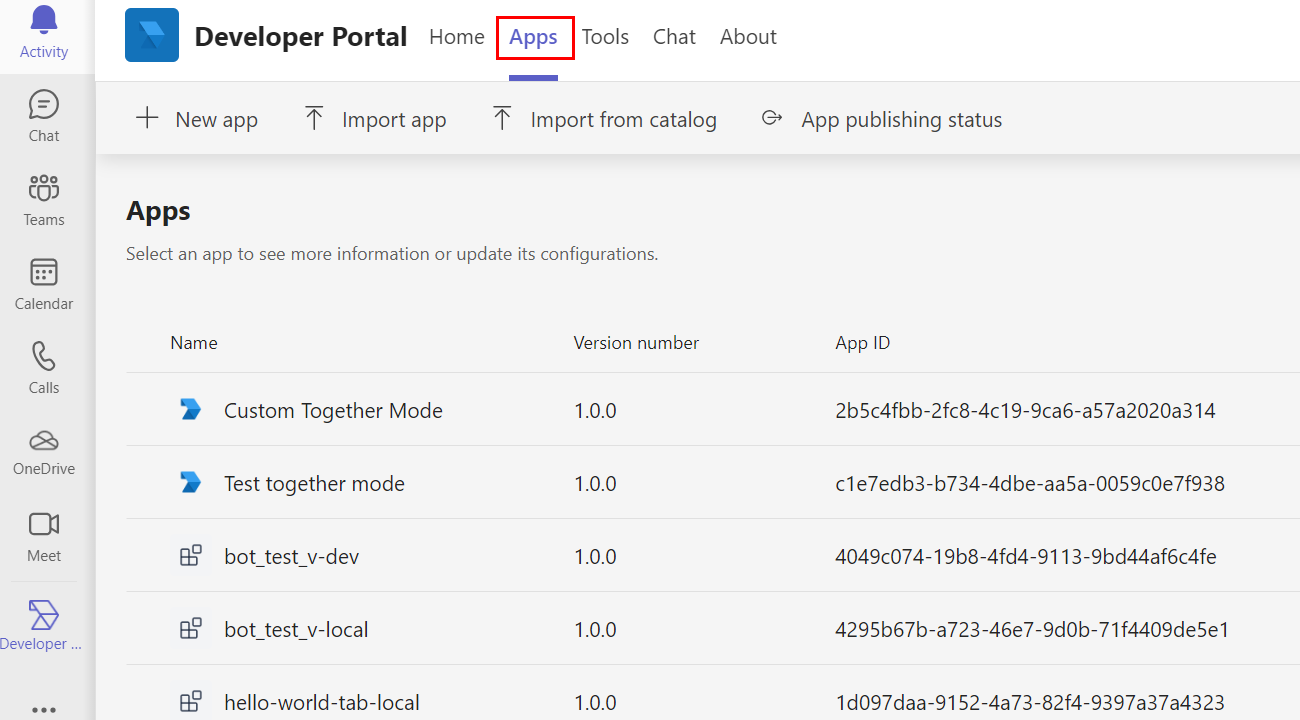 Activity
Chat
Teams
Calendar
Calls
OneDrive
Meet
Developer ...
Developer Portal Home Apps Tools Chat About
New app Import app Import from catalog App publishing status
Apps
Select an app to see more information or update its configurations.
Name Version number App ID
Custom Together Mode 1.0.0 2b5c4fbb-2fc8-4c19-9ca6-a57a2020a314
Test together mode 1.0.0 c1e7edb3-b734-4dbe-aa5a-0059c0e7f938
bot_test_v-dev 1.0.0 4049c074-19b8-4fd4-9113-9bd44af6c4fe
bot_test_v-local 1.0.0 4295b67b-a723-46e7-9d0b-71f4409de5e1
hello-world-tab-local 1.0.0 1d097daa-9152-4a73-82f4-9397a37a4323